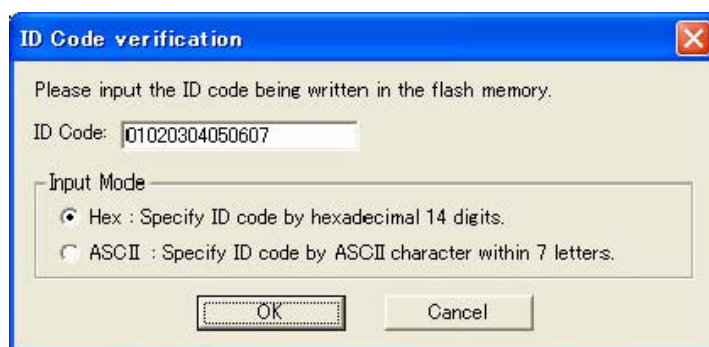 ID Code verification
Please input the ID code being written in the flash memory.
ID Code: 01020304050607
Input Mode
Hex : Specify ID code by hexadecimal 14 digits.
ASCII : Specify ID code by ASCII character within 7 letters.
OK Cancel